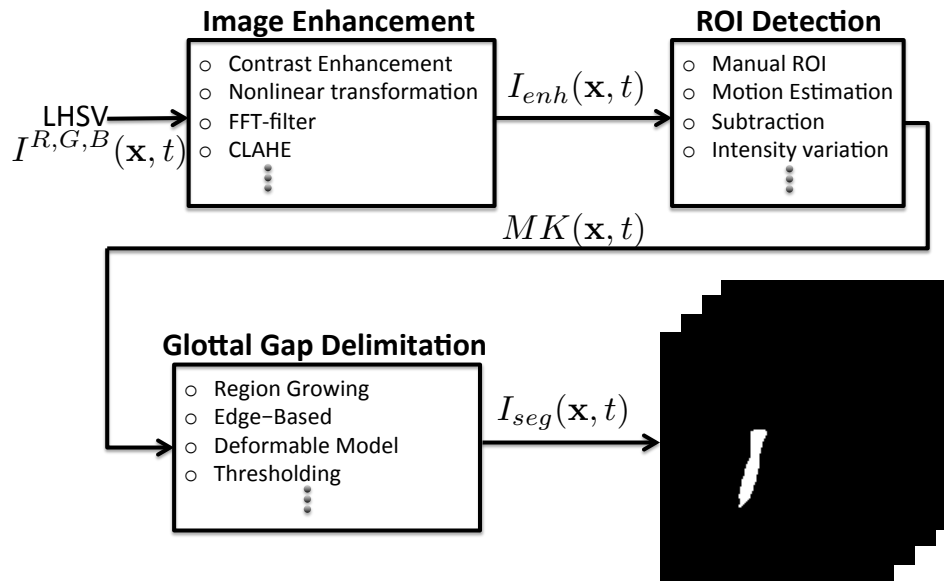 Image Enhancement
○ Contrast Enhancement
○ Nonlinear transformation
○ FFT-filter
○ CLAHE
LHSV
I^{R,G,B}(x, t)
I_{enh}(x, t)
ROI Detection
○ Manual ROI
○ Motion Estimation
○ Subtraction
○ Intensity variation
MK(x, t)
Glottal Gap Delimitation
○ Region Growing
○ Edge−Based
○ Deformable Model
○ Thresholding
I_{seg}(x, t)